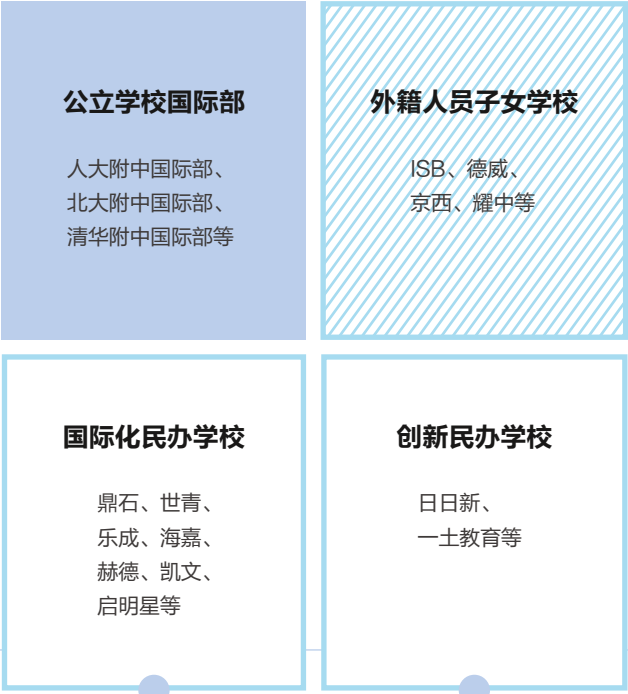 公立学校国际部
人大附中国际部、
北大附中国际部、
清华附中国际部等
外籍人员子女学校
ISB、德威、
京西、耀中等
国际化民办学校
鼎石、世青、
乐成、海嘉、
赫德、凯文、
启明星等
创新民办学校
日日新、
一土教育等